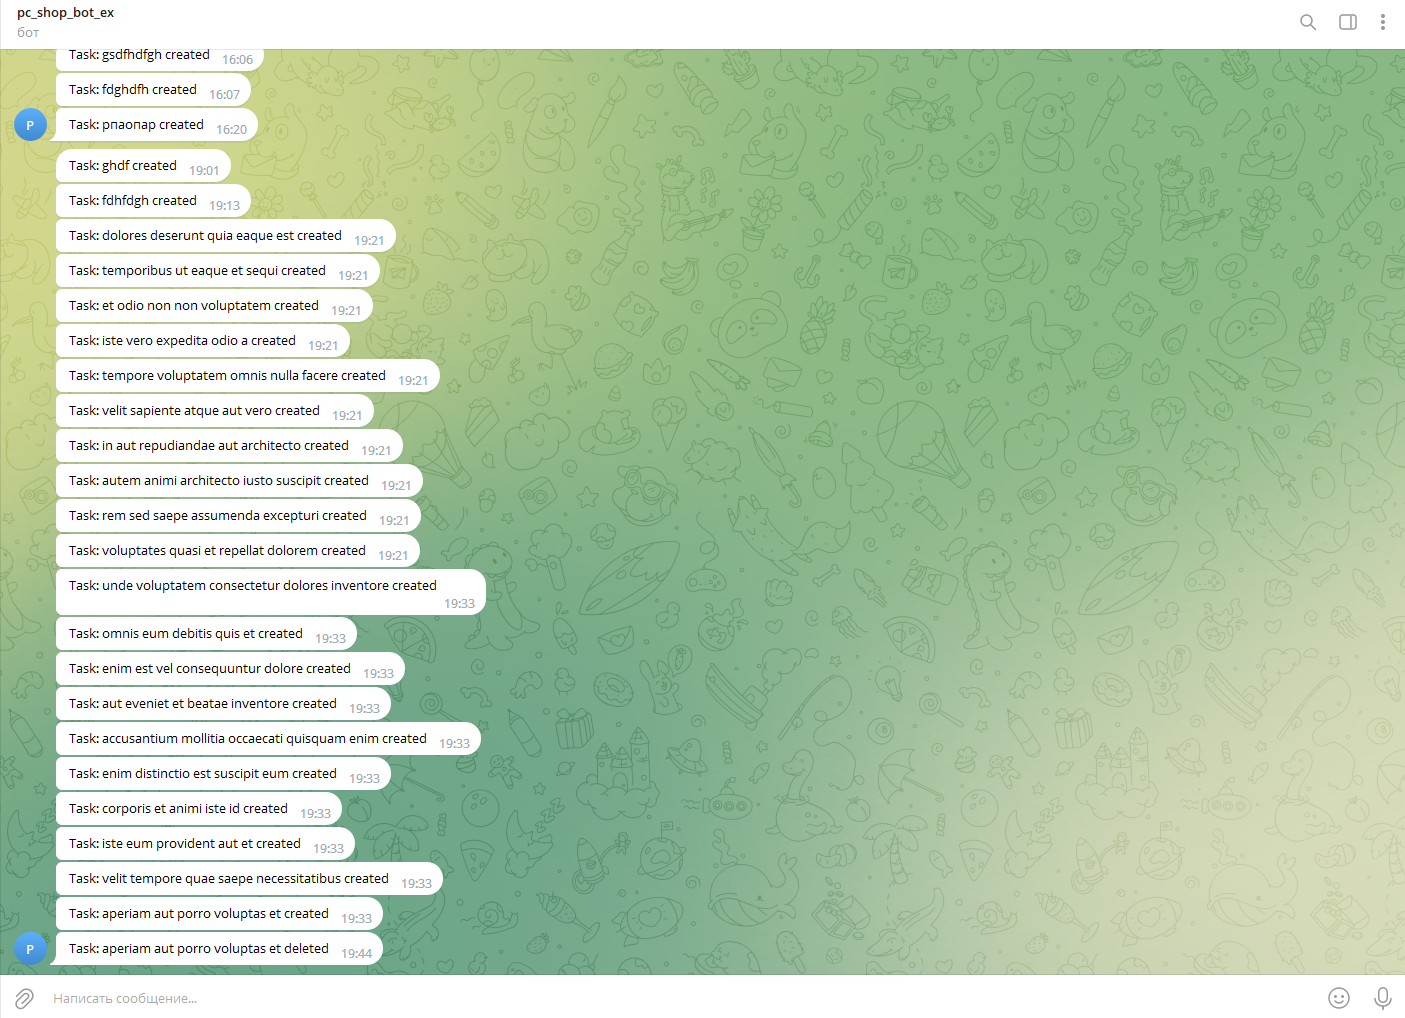 pc_shop_bot_ex
бот
Task: gsdfhdfgh created 16:06
Task: fdghdfh created 16:07
P Task: рпаопар created 16:20
Task: ghdf created 19:01
Task: fdhfdgh created 19:13
Task: dolores deserunt quia eaque est created 19:21
Task: temporibus ut eaque et sequi created 19:21
Task: et odio non non voluptatem created 19:21
Task: iste vero expedita odio a created 19:21
Task: tempore voluptatem omnis nulla facere created 19:21
Task: velit sapiente atque aut vero created 19:21
Task: in aut repudiandae aut architecto created 19:21
Task: autem animi architecto iusto suscipit created 19:21
Task: rem sed saepe assumenda excepturi created 19:21
Task: voluptates quasi et repellat dolorem created 19:21
Task: unde voluptatem consectetur dolores inventore created
19:33
Task: omnis eum debitis quis et created 19:33
Task: enim est vel consequuntur dolore created 19:33
Task: aut eveniet et beatae inventore created 19:33
Task: accusantium mollitia occaecati quisquam enim created 19:33
Task: enim distinctio est suscipit eum created 19:33
Task: corporis et animi iste id created 19:33
Task: iste eum provident aut et created 19:33
Task: velit tempore quae saepe necessitatibus created 19:33
Task: aperiam aut porro voluptas et created 19:33
P Task: aperiam aut porro voluptas et deleted 19:44
Написать сообщение...